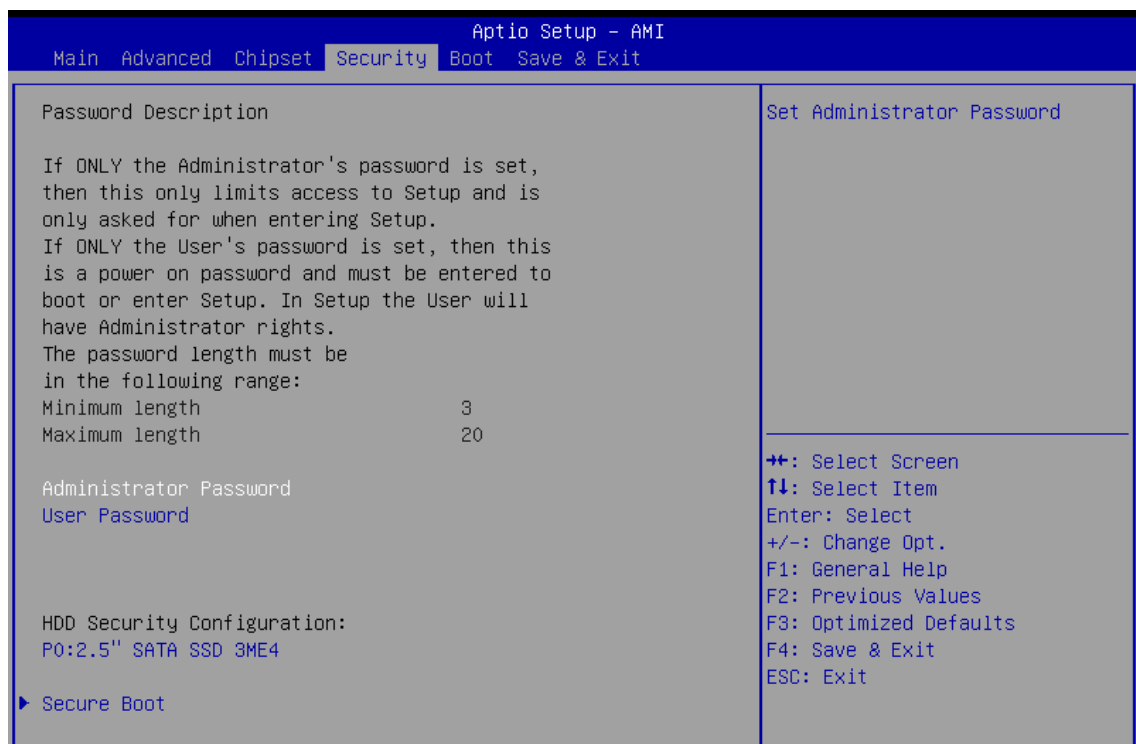 Aptio Setup – AMI
Main Advanced Chipset Security Boot Save & Exit
Password Description
If ONLY the Administrator's password is set,
then this only limits access to Setup and is
only asked for when entering Setup.
If ONLY the User's password is set, then this
is a power on password and must be entered to
boot or enter Setup. In Setup the User will
have Administrator rights.
The password length must be
in the following range:
Minimum length 3
Maximum length 20
Administrator Password
User Password
HDD Security Configuration:
P0:2.5" SATA SSD 3ME4
▶ Secure Boot
Set Administrator Password
→←: Select Screen
↑↓: Select Item
Enter: Select
+/-: Change Opt.
F1: General Help
F2: Previous Values
F3: Optimized Defaults
F4: Save & Exit
ESC: Exit